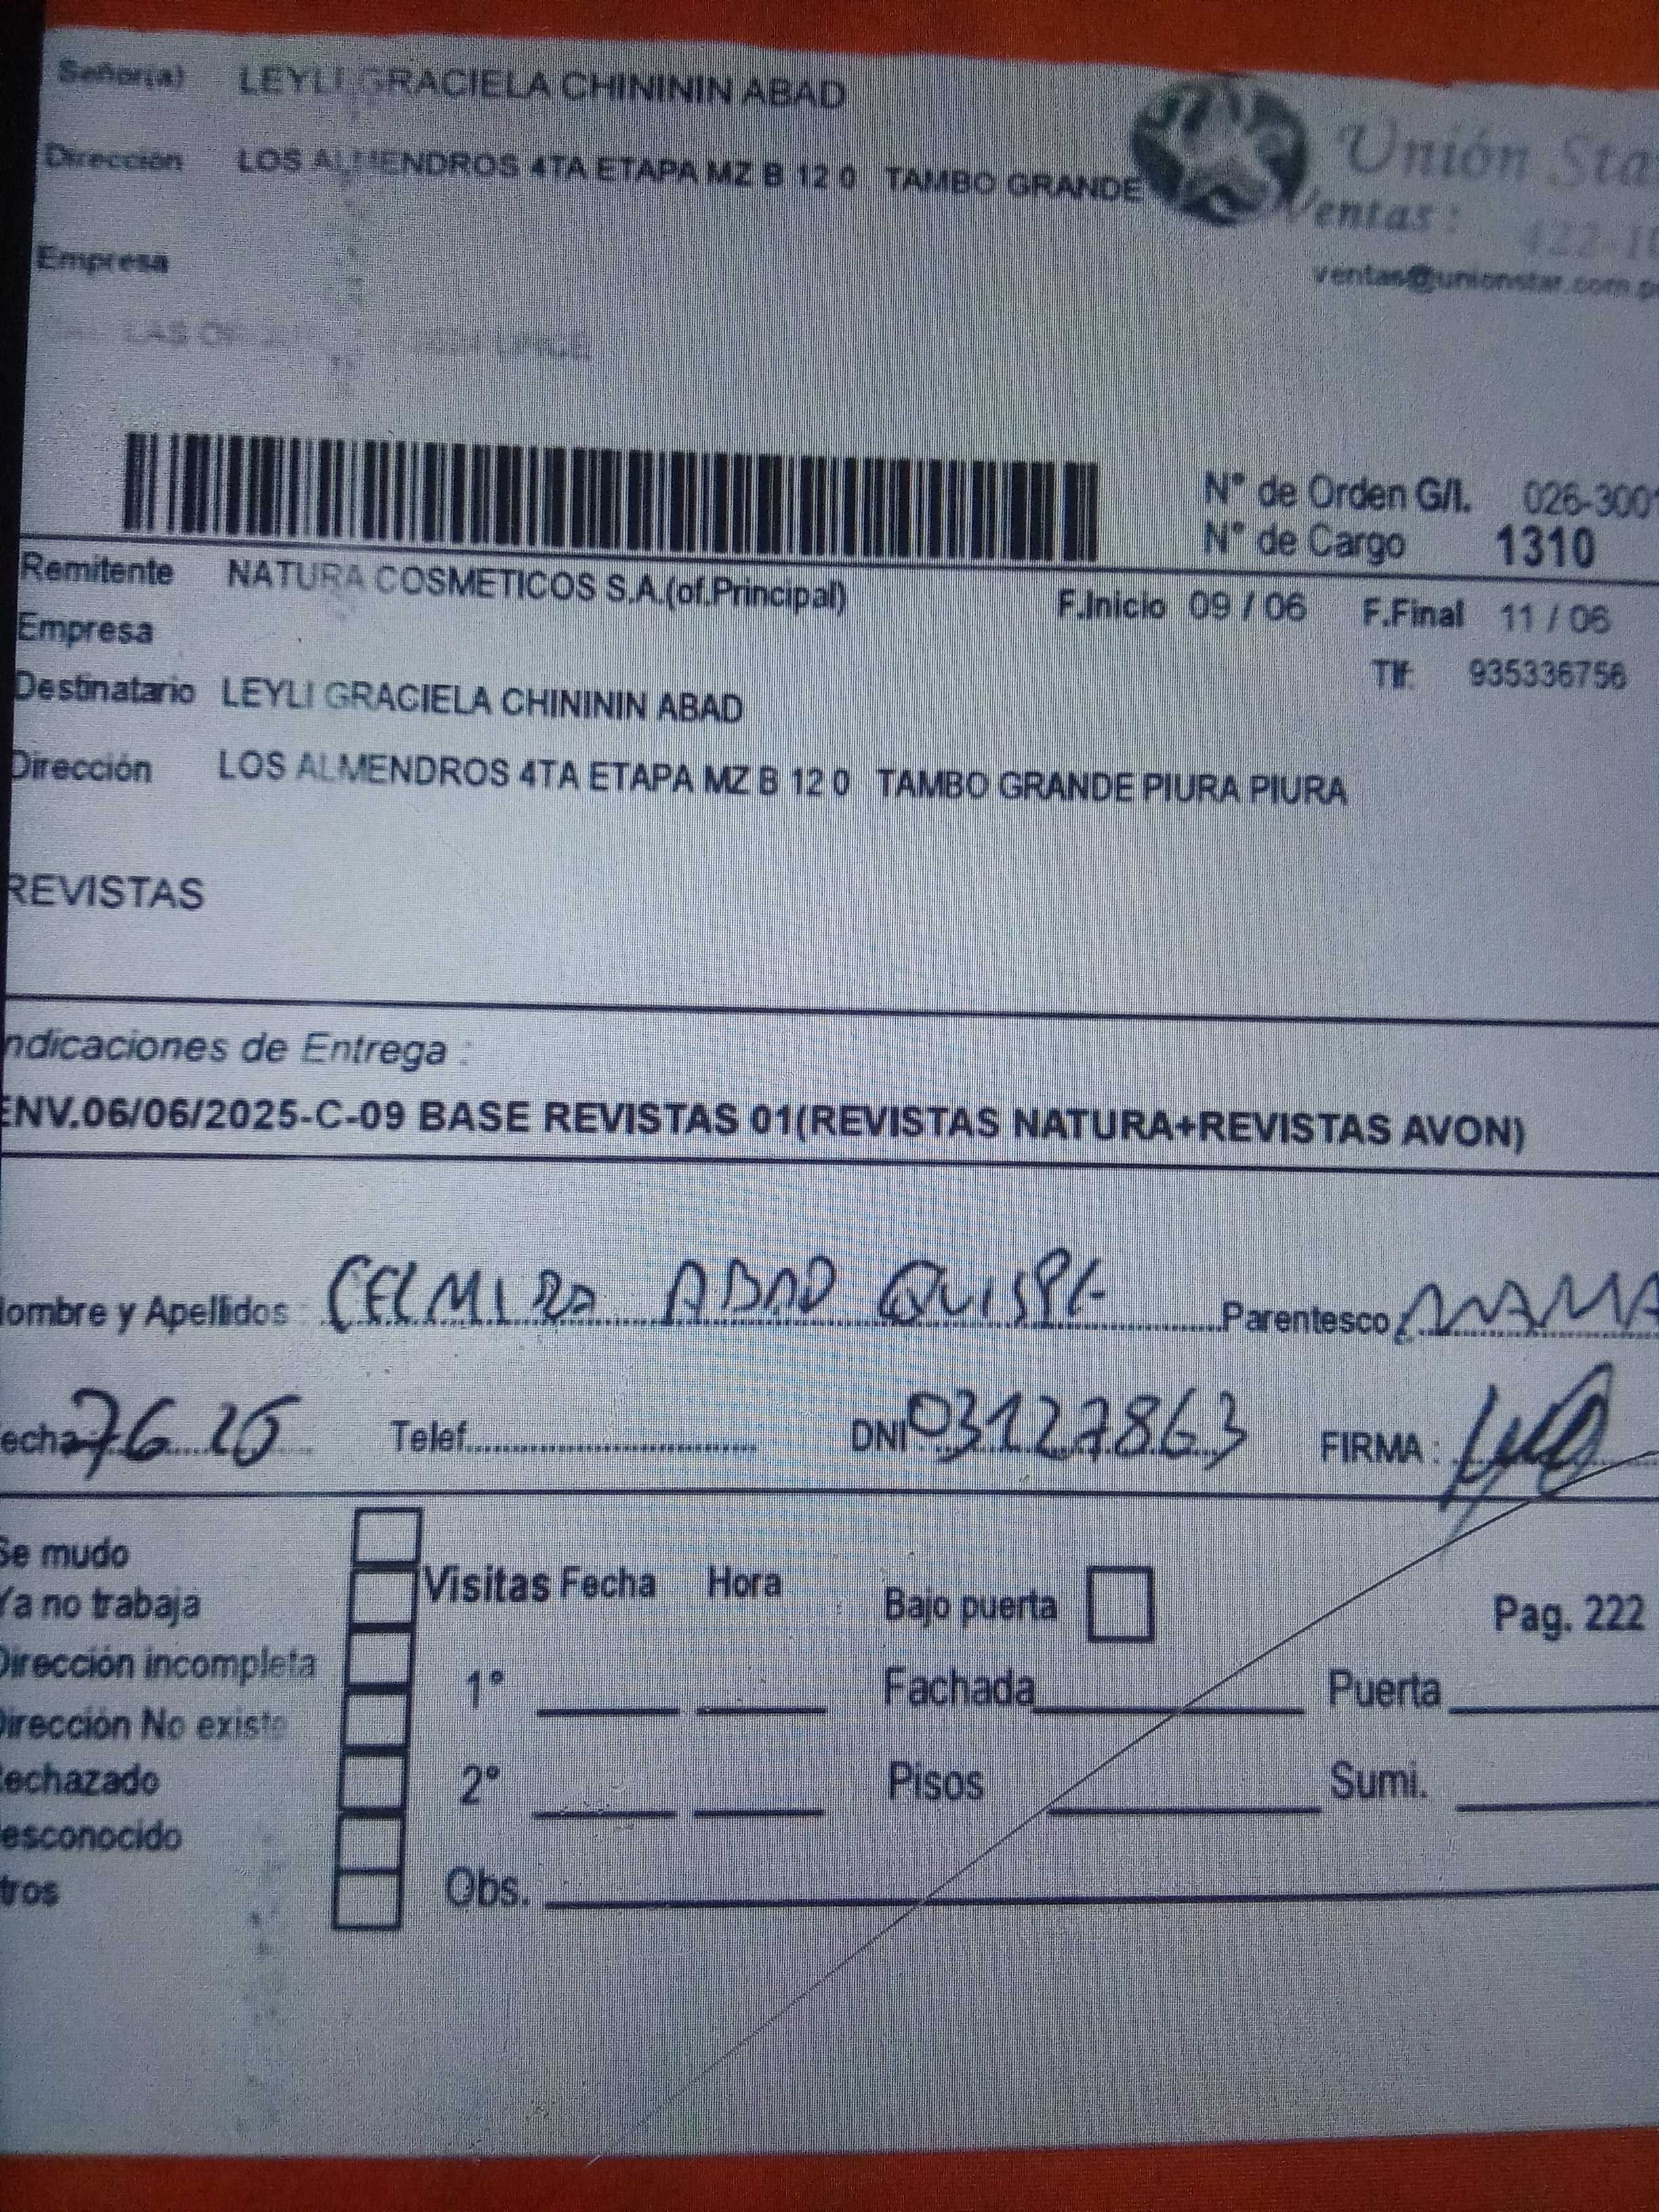 Señor(a) LEYLI GRACIELA CHINININ ABAD
Dirección LOS ALMENDROS 4TA ETAPA MZ B 12 0 TAMBO GRANDE
Unión Sta
Ventas: 422-1
ventas@unionstar.com.p
Empresa
N° de Orden G/I. 026-300
N° de Cargo 1310
Remitente NATURA COSMETICOS S.A.(of.Principal) F.Inicio 09 / 06 F.Final 11 / 06
Empresa
Tlf: 935336756
Destinatario LEYLI GRACIELA CHINININ ABAD
Dirección LOS ALMENDROS 4TA ETAPA MZ B 12 0 TAMBO GRANDE PIURA PIURA
REVISTAS
ndicaciones de Entrega :
ENV.06/06/2025-C-09 BASE REVISTAS 01(REVISTAS NATURA+REVISTAS AVON)
ombre y Apellidos ABAD Parentesco MAMA
echa Telef. DNI 03127863 FIRMA :
Se mudo
Ya no trabaja
Visitas Fecha Hora Bajo puerta Pag. 222
Dirección incompleta
1° Fachada Puerta
Dirección No existe
echazado
2° Pisos Sumi.
esconocido
tros
Obs.